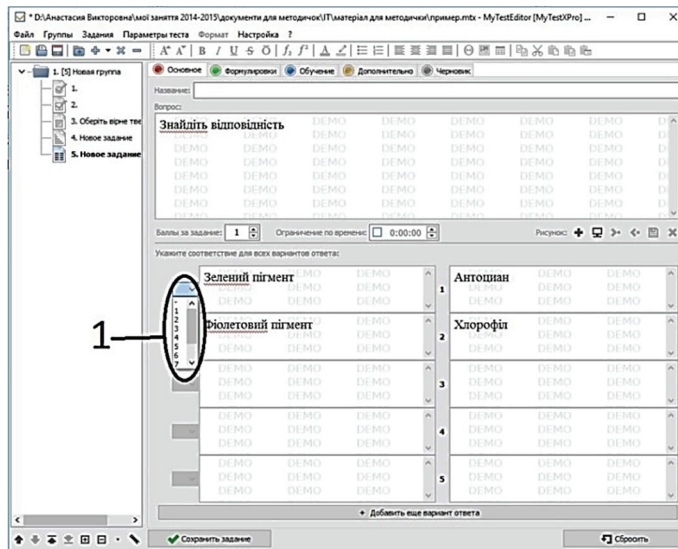 * D:\Анастасия Викторовна\мої заняття 2014-2015\документи для методичок\ІТ\матеріал для методички\пример.mtx - MyTestEditor [MyTestXPro] ...
Файл Группы Задания Параметры теста Формат Настройка ?
1. [5] Новая группа
1.
2.
3. Оберіть вірне тве
4. Новое задание
5. Новое задание
Основное Формулировки Обучение Дополнительно Черновик
Название:
Вопрос:
Знайдіть відповідність
Баллы за задание: 1 Ограничение по времени: 0:00:00 Рисунок:
Укажите соответствие для всех вариантов ответа:
Зелений пігмент 1 Антоциан
-
1
2
3
4
5
6
7
Фіолетовий пігмент 2 Хлорофіл
3
4
5
1
+ Добавить еще вариант ответа
Сохранить задание Сбросить
DEMO